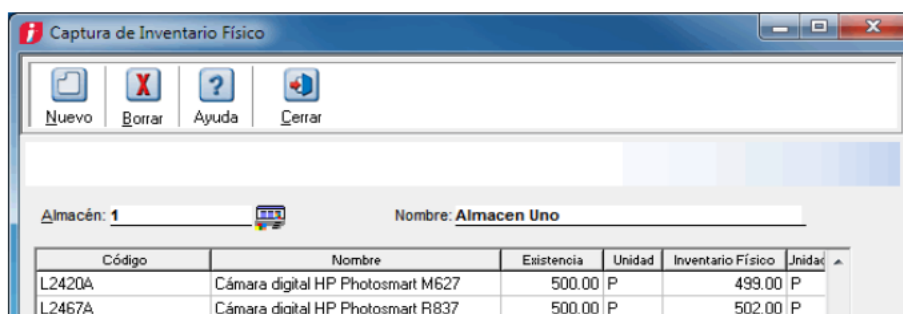 Captura de Inventario Físico
Nuevo Borrar Ayuda Cerrar
Almacén: 1 Nombre: Almacen Uno
Código Nombre Existencia Unidad Inventario Físico Unidad
L2420A Cámara digital HP Photosmart M627 500.00 P 499.00 P
L2467A Cámara digital HP Photosmart R837 500.00 P 502.00 P